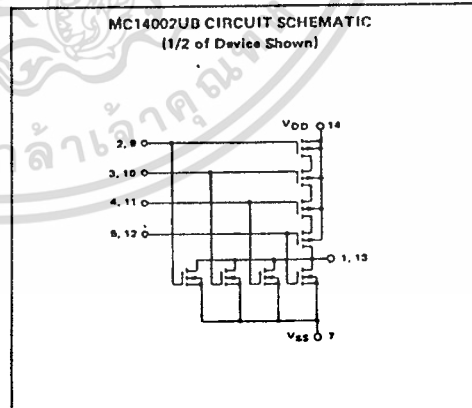 MC14002UB CIRCUIT SCHEMATIC
(1/2 of Device Shown)
VDD 14
2, 9
3, 10
4, 11
5, 12
1, 13
VSS 7